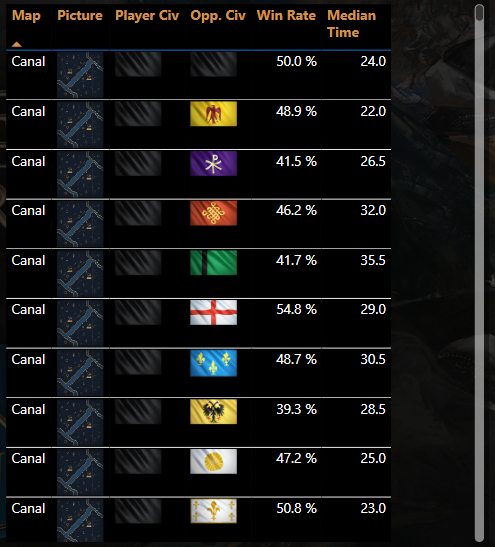 Map Picture Player Civ Opp. Civ Win Rate Median Time
Canal 50.0 % 24.0
Canal 48.9 % 22.0
Canal 41.5 % 26.5
Canal 46.2 % 32.0
Canal 41.7 % 35.5
Canal 54.8 % 29.0
Canal 48.7 % 30.5
Canal 39.3 % 28.5
Canal 47.2 % 25.0
Canal 50.8 % 23.0